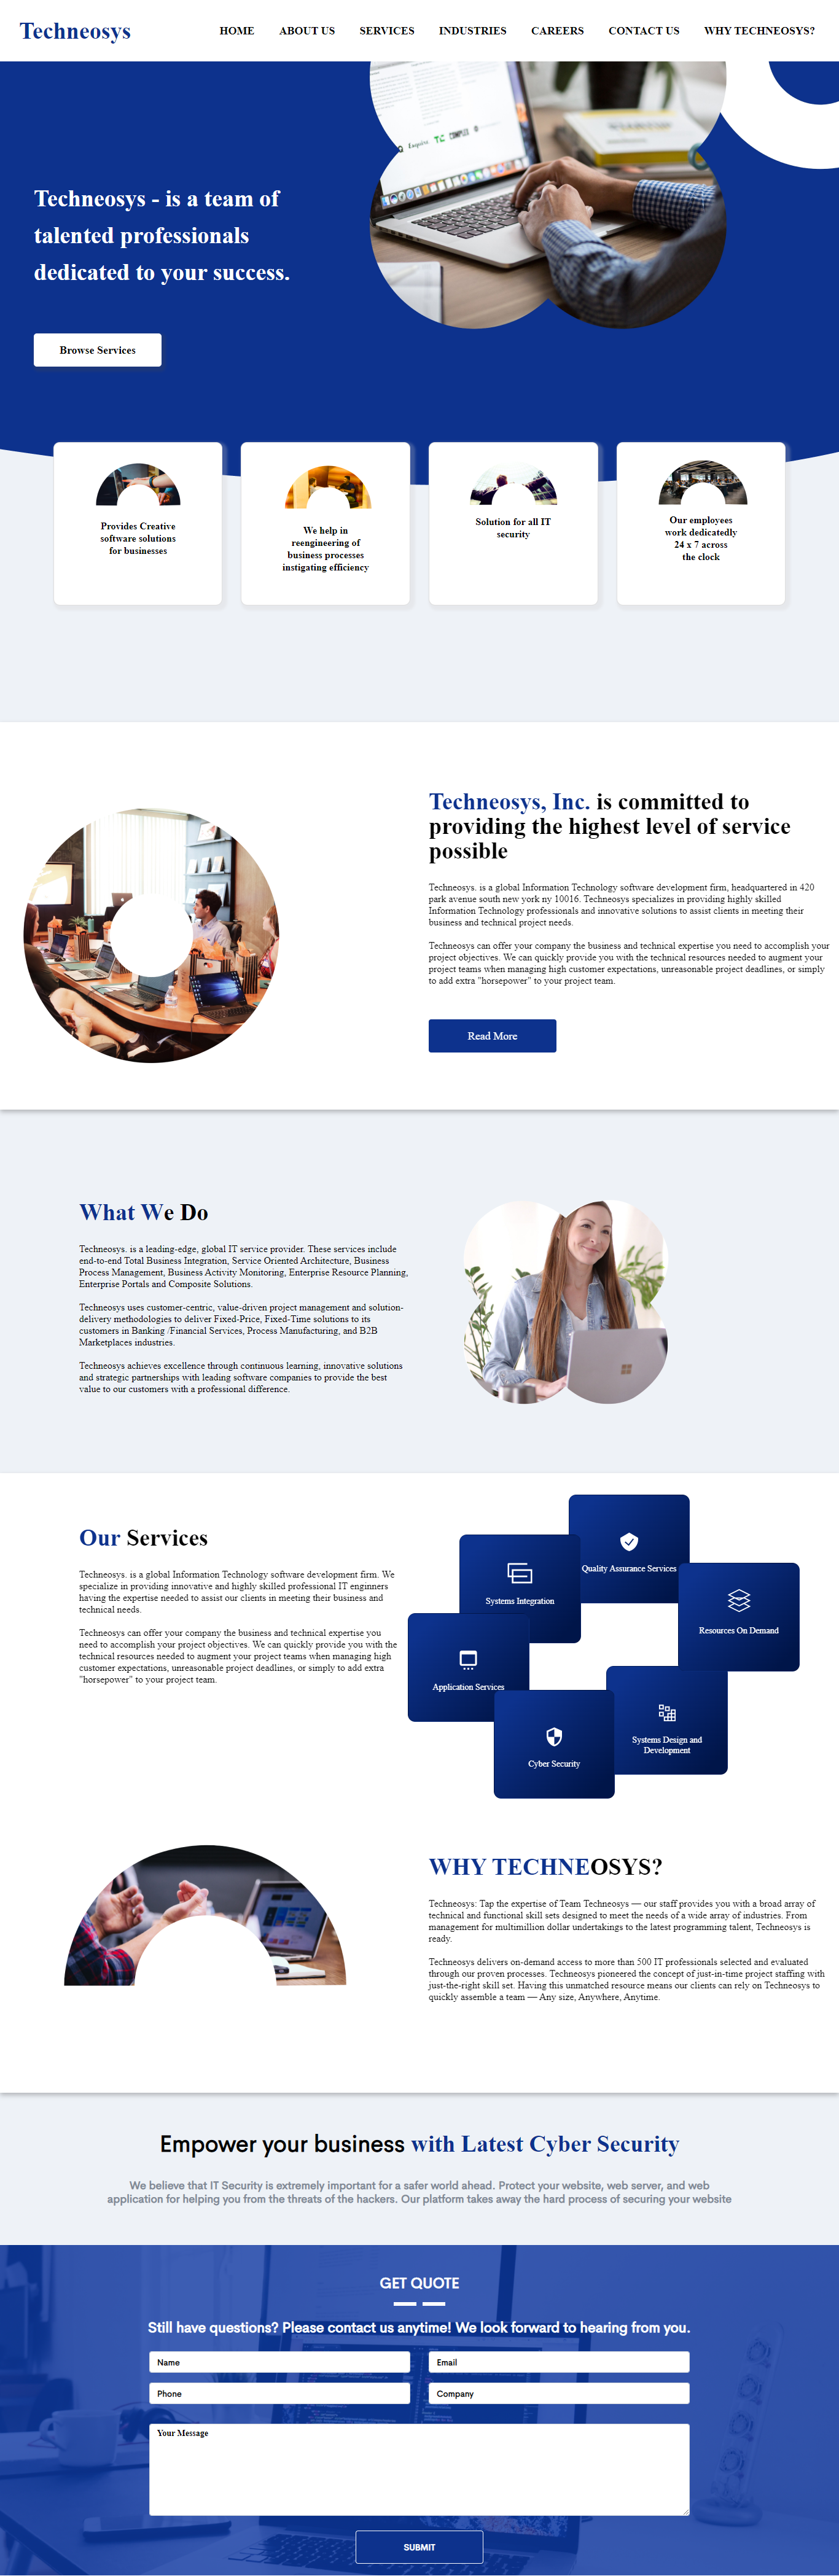 Techneosys
HOME ABOUT US SERVICES INDUSTRIES CAREERS CONTACT US WHY TECHNEOSYS?
Techneosys - is a team of
talented professionals
dedicated to your success.
Browse Services
Provides Creative
software solutions
for businesses
We help in
reengineering of
business processes
instigating efficiency
Solution for all IT
security
Our employees
work dedicatedly
24 x 7 across
the clock
Techneosys, Inc. is committed to
providing the highest level of service
possible
Techneosys. is a global Information Technology software development firm, headquartered in 420
park avenue south new york ny 10016. Techneosys specializes in providing highly skilled
Information Technology professionals and innovative solutions to assist clients in meeting their
business and technical project needs.
Techneosys can offer your company the business and technical expertise you need to accomplish your
project objectives. We can quickly provide you with the technical resources needed to augment your
project teams when managing high customer expectations, unreasonable project deadlines, or simply
to add extra "horsepower" to your project team.
Read More
What We Do
Techneosys. is a leading-edge, global IT service provider. These services include
end-to-end Total Business Integration, Service Oriented Architecture, Business
Process Management, Business Activity Monitoring, Enterprise Resource Planning,
Enterprise Portals and Composite Solutions.
Techneosys uses customer-centric, value-driven project management and solution-
delivery methodologies to deliver Fixed-Price, Fixed-Time solutions to its
customers in Banking /Financial Services, Process Manufacturing, and B2B
Marketplaces industries.
Techneosys achieves excellence through continuous learning, innovative solutions
and strategic partnerships with leading software companies to provide the best
value to our customers with a professional difference.
Our Services
Techneosys. is a global Information Technology software development firm. We
specialize in providing innovative and highly skilled professional IT enginners
having the expertise needed to assist our clients in meeting their business and
technical needs.
Techneosys can offer your company the business and technical expertise you
need to accomplish your project objectives. We can quickly provide you with the
technical resources needed to augment your project teams when managing high
customer expectations, unreasonable project deadlines, or simply to add extra
"horsepower" to your project team.
Quality Assurance Services
Systems Integration
Resources On Demand
Application Services
Systems Design and
Development
Cyber Security
WHY TECHNEOSYS?
Techneosys: Tap the expertise of Team Techneosys — our staff provides you with a broad array of
technical and functional skill sets designed to meet the needs of a wide array of industries. From
management for multimillion dollar undertakings to the latest programming talent, Techneosys is
ready.
Techneosys delivers on-demand access to more than 500 IT professionals selected and evaluated
through our proven processes. Techneosys pioneered the concept of just-in-time project staffing with
just-the-right skill set. Having this unmatched resource means our clients can rely on Techneosys to
quickly assemble a team — Any size, Anywhere, Anytime.
Empower your business with Latest Cyber Security
We believe that IT Security is extremely important for a safer world ahead. Protect your website, web server, and web
application for helping you from the threats of the hackers. Our platform takes away the hard process of securing your website
GET QUOTE
Still have questions? Please contact us anytime! We look forward to hearing from you.
Name
Email
Phone
Company
Your Message
SUBMIT